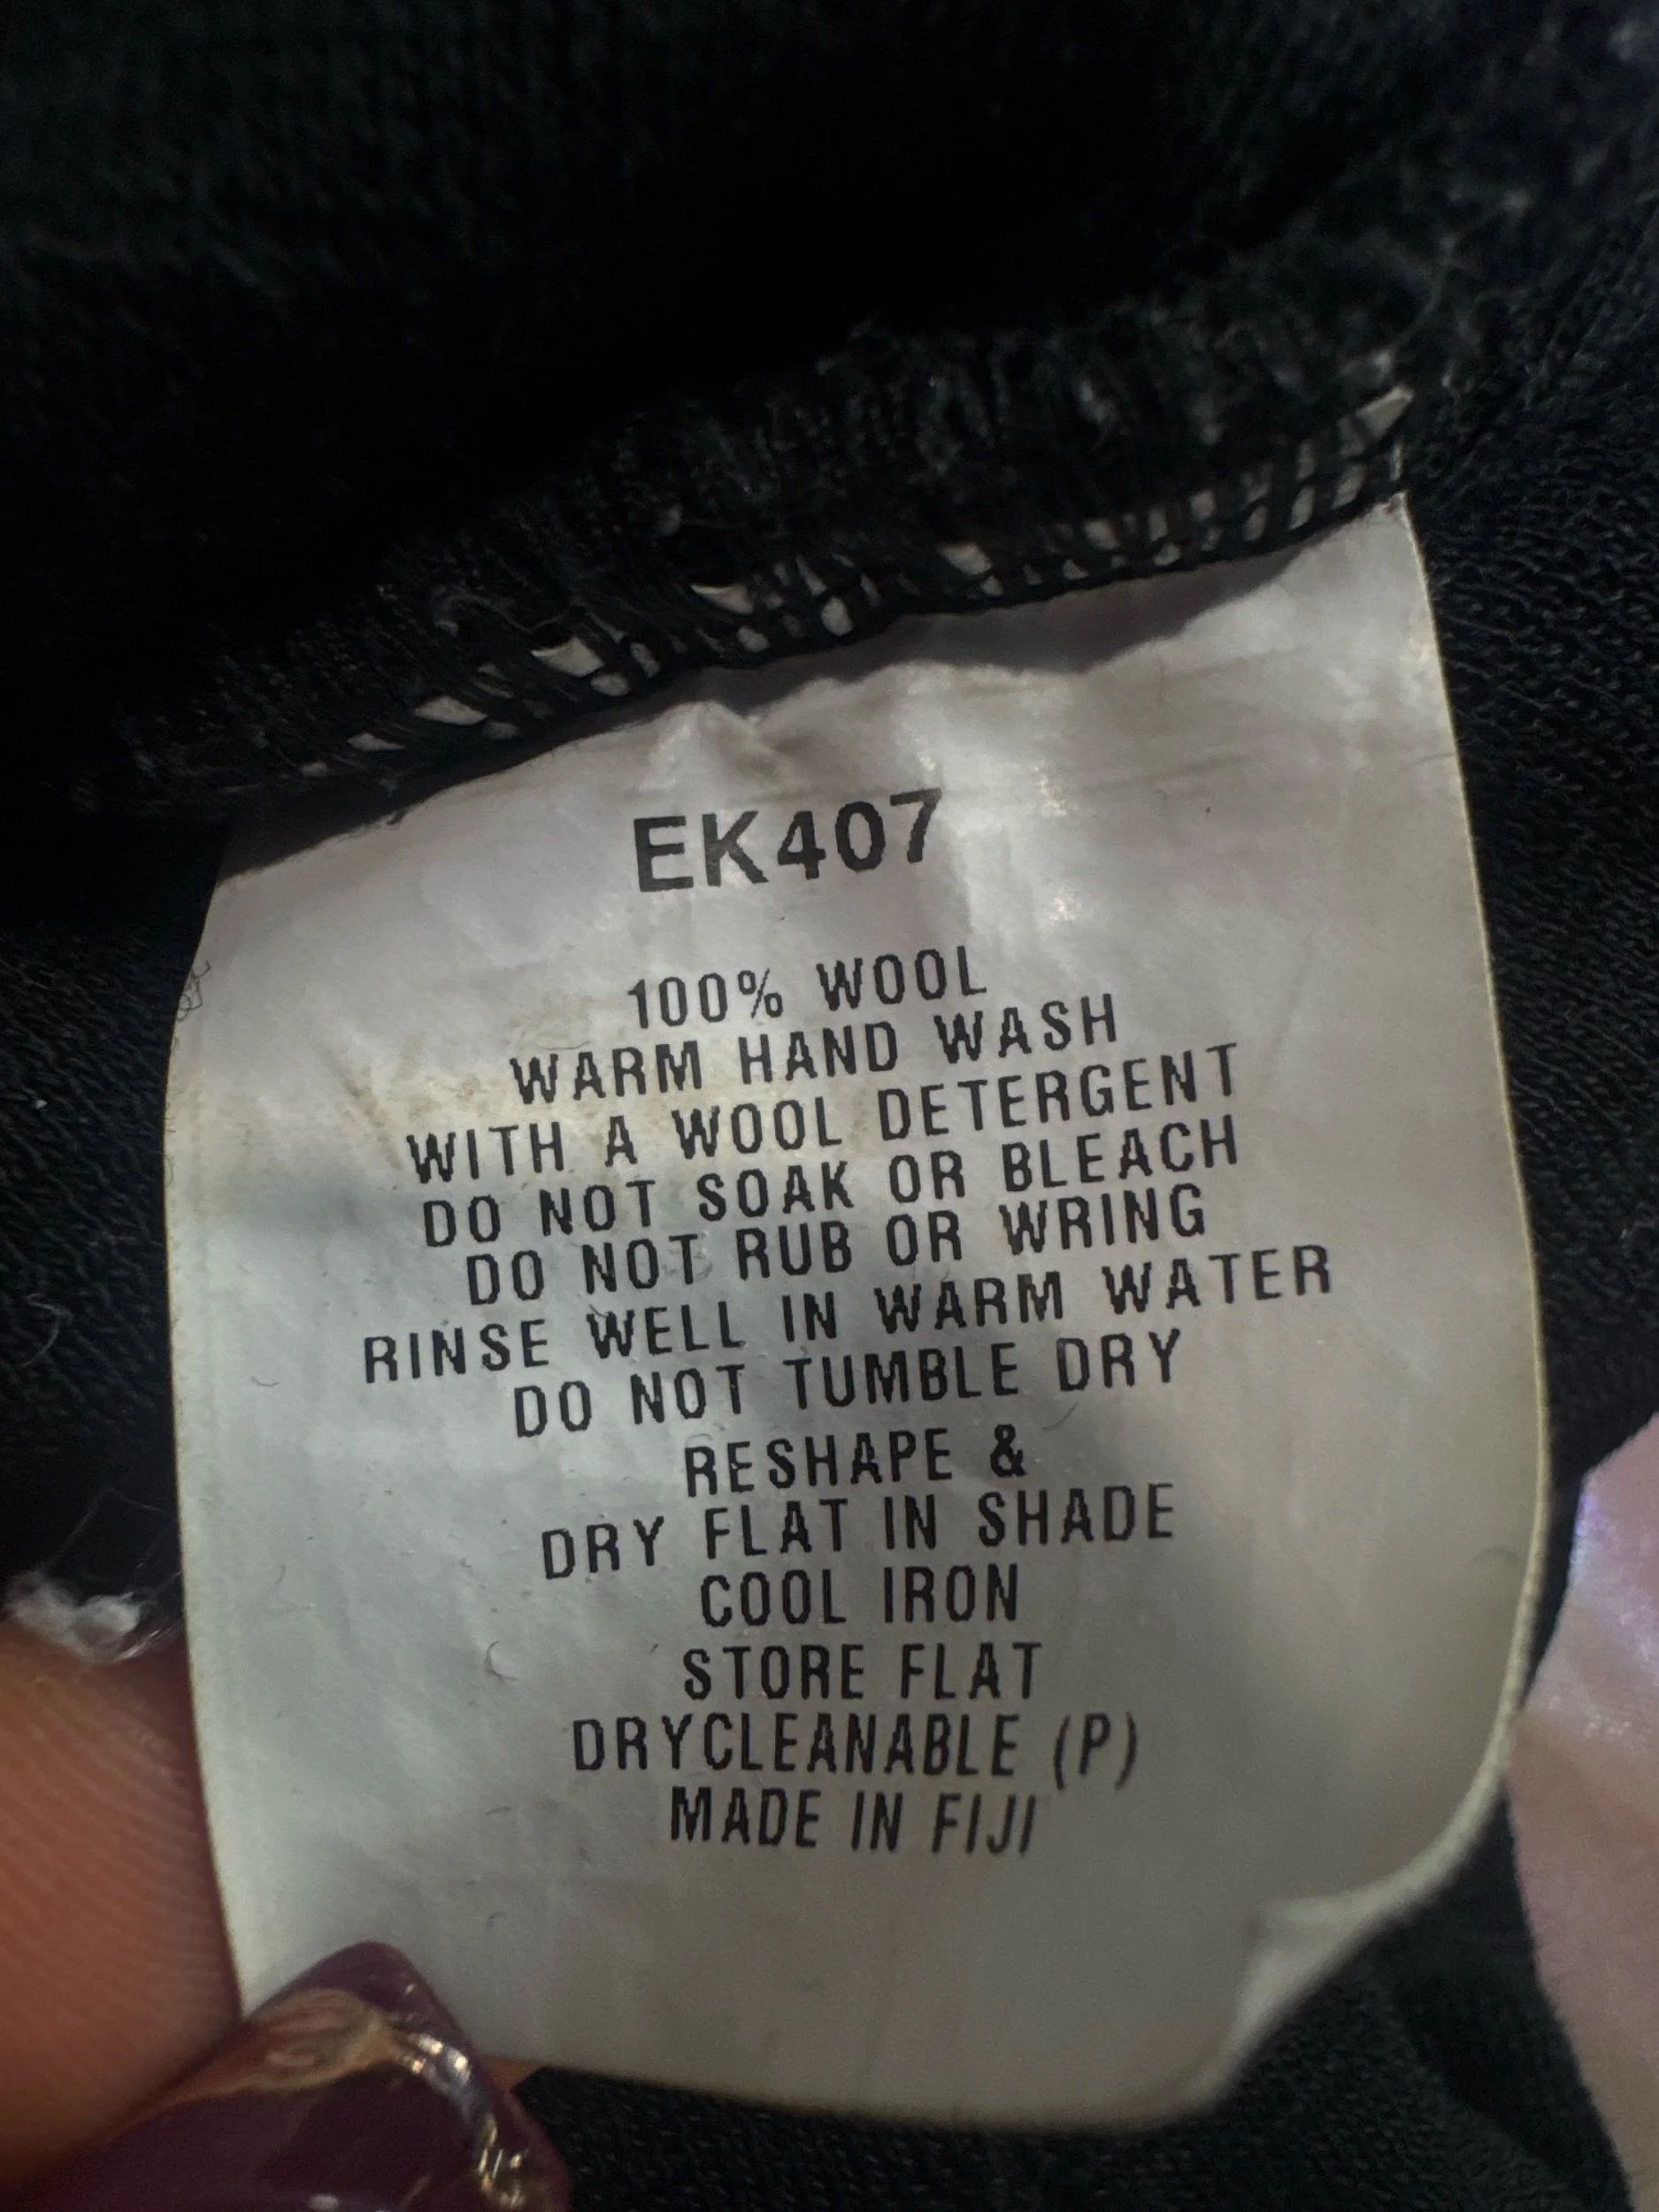 EK407
100% WOOL
WARM HAND WASH
WITH A WOOL DETERGENT
DO NOT SOAK OR BLEACH
DO NOT RUB OR WRING
RINSE WELL IN WARM WATER
DO NOT TUMBLE DRY
RESHAPE &
DRY FLAT IN SHADE
COOL IRON
STORE FLAT
DRYCLEANABLE (P)
MADE IN FIJI